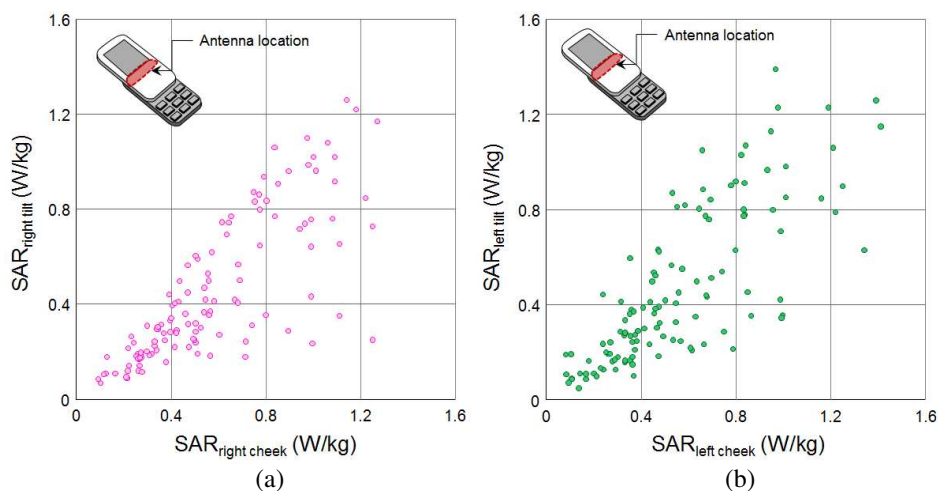 1.6
1.2
0.8
0.4
0
0
0.4
0.8
1.2
1.6
Antenna location
SARright tilt (W/kg)
SARright cheek (W/kg)
(a)
1.6
1.2
0.8
0.4
0
0
0.4
0.8
1.2
1.6
Antenna location
SARleft tilt (W/kg)
SARleft cheek (W/kg)
(b)